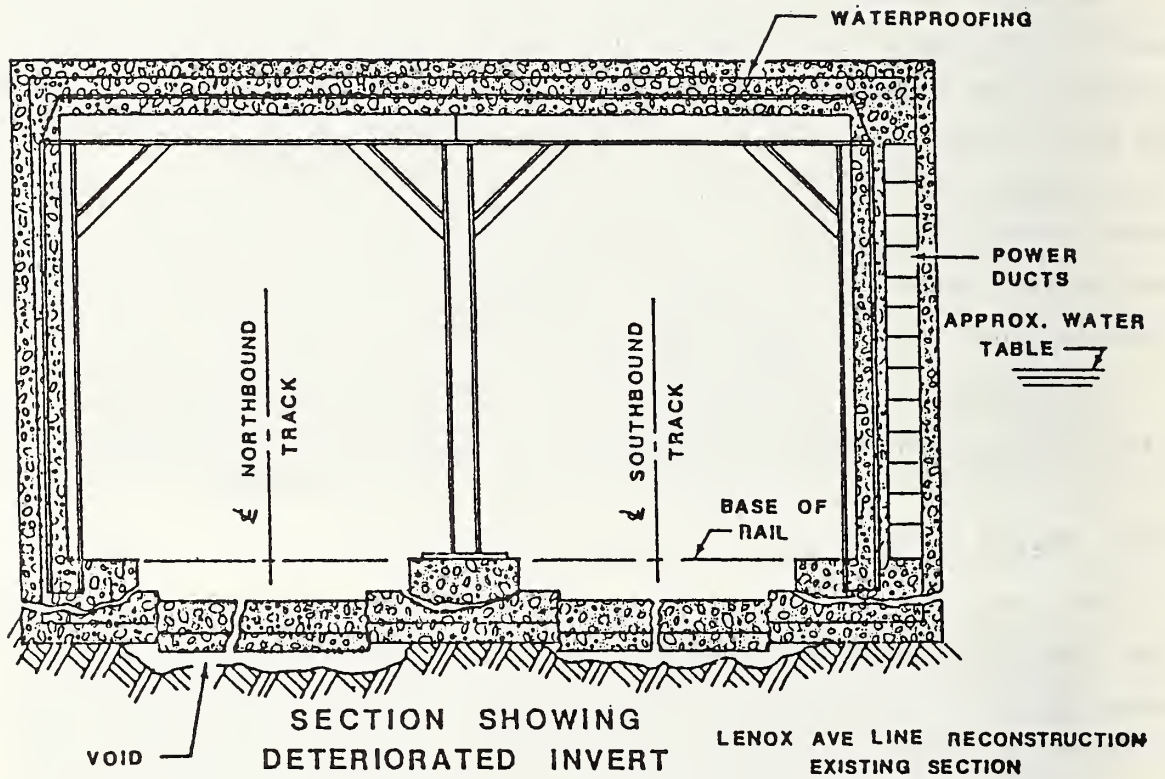 WATERPROOFING
POWER
DUCTS
APPROX. WATER
TABLE
℄ NORTHBOUND
TRACK
℄ SOUTHBOUND
TRACK
BASE OF
RAIL
VOID
SECTION SHOWING
DETERIORATED INVERT
LENOX AVE LINE RECONSTRUCTION
EXISTING SECTION